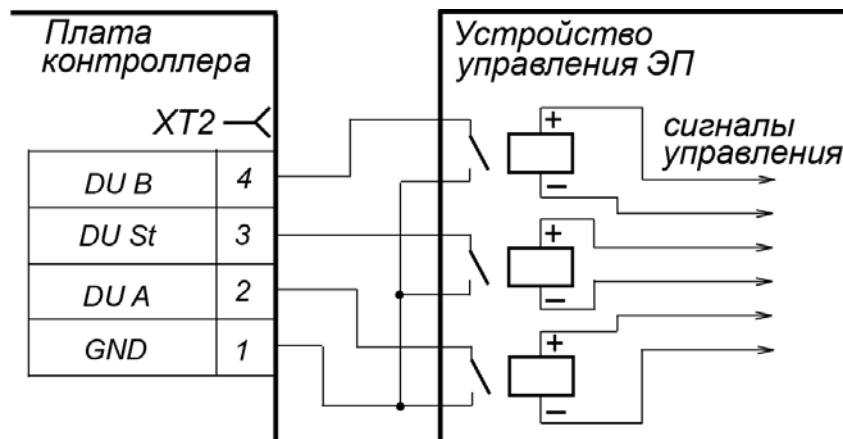 Плата
контроллера
XT2
DU B 4
DU St 3
DU A 2
GND 1
Устройство
управления ЭП
сигналы
управления
+
−
+
−
+
−